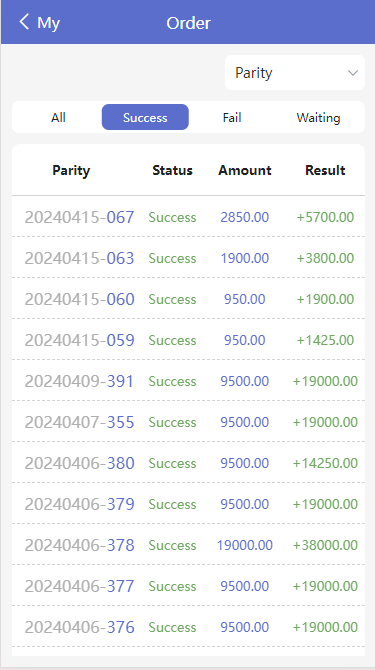 My Order
Parity
All Success Fail Waiting
Parity Status Amount Result
20240415-067 Success 2850.00 +5700.00
20240415-063 Success 1900.00 +3800.00
20240415-060 Success 950.00 +1900.00
20240415-059 Success 950.00 +1425.00
20240409-391 Success 9500.00 +19000.00
20240407-355 Success 9500.00 +19000.00
20240406-380 Success 9500.00 +14250.00
20240406-379 Success 9500.00 +19000.00
20240406-378 Success 19000.00 +38000.00
20240406-377 Success 9500.00 +19000.00
20240406-376 Success 9500.00 +19000.00